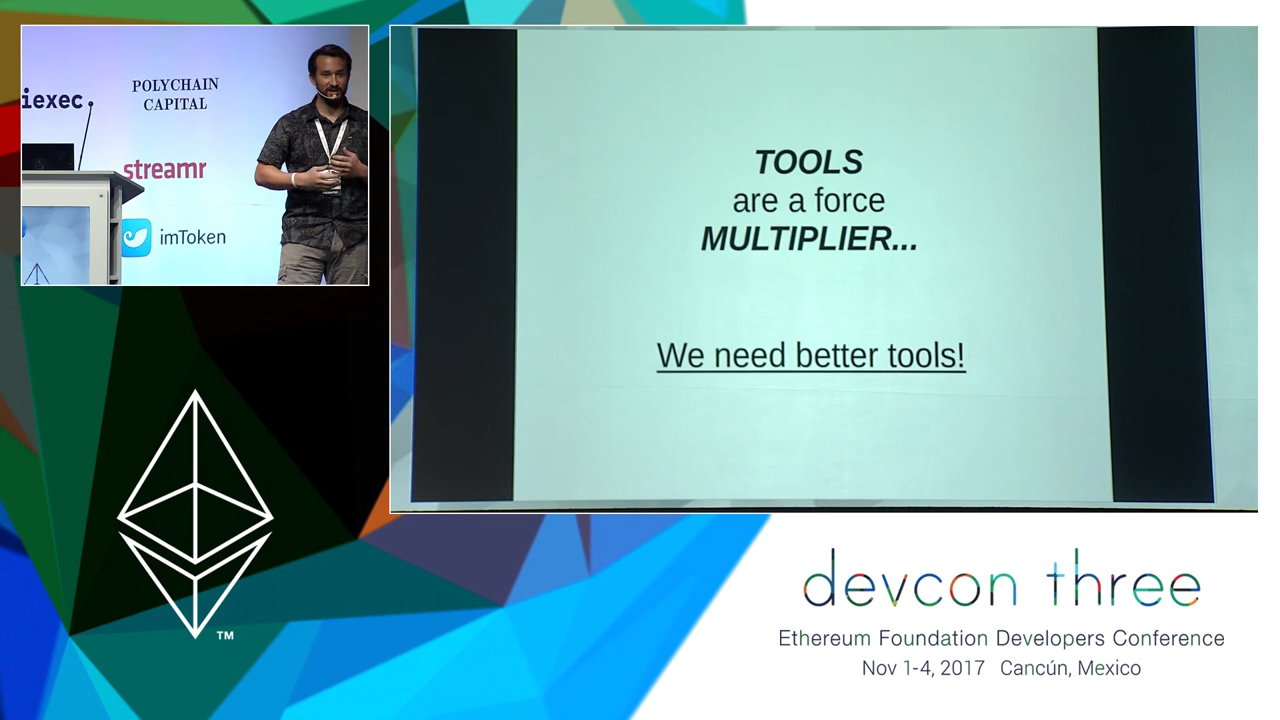 iexec
POLYCHAIN
CAPITAL
streamr
imToken
TOOLS
are a force
MULTIPLIER...
We need better tools!
TM
devcon three
Ethereum Foundation Developers Conference
Nov 1-4, 2017 Cancún, Mexico